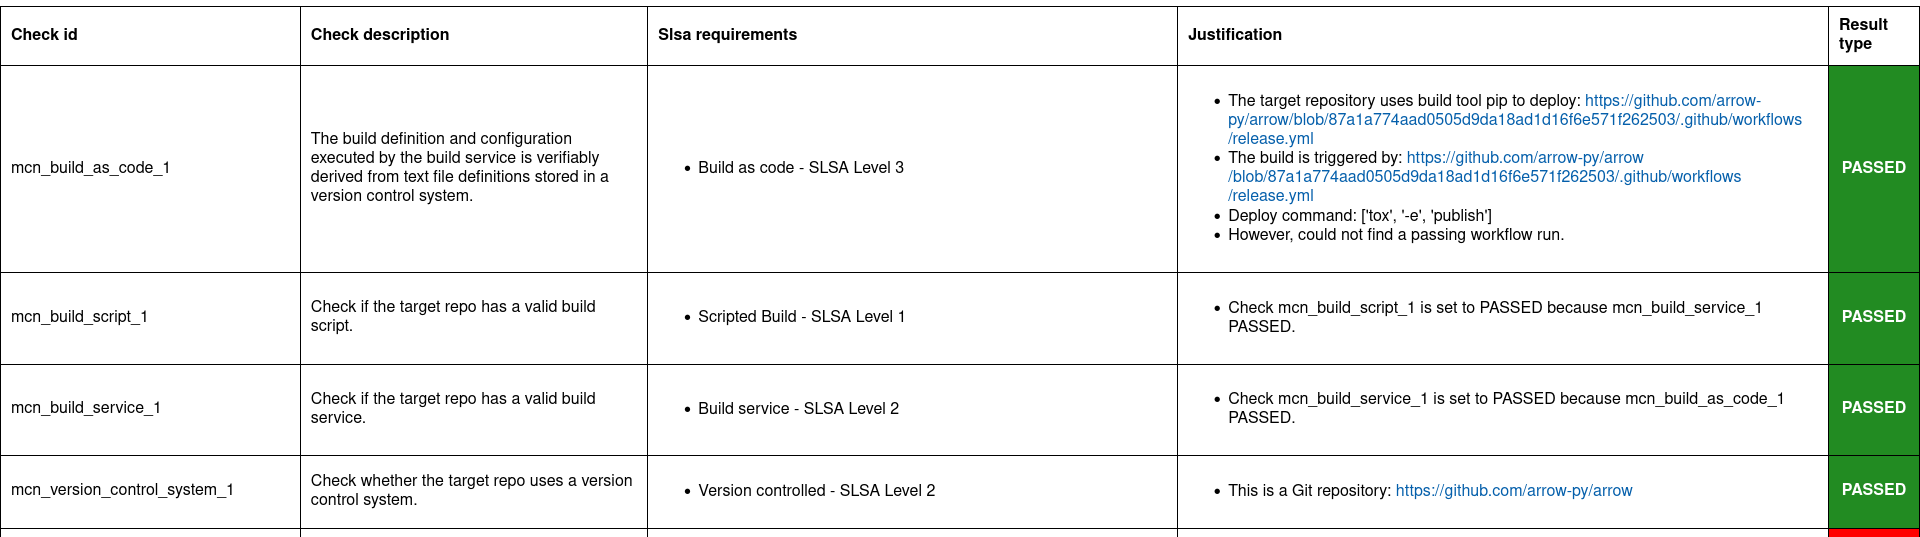 Check id
Check description
Slsa requirements
Justification
Result
type
mcn_build_as_code_1
The build definition and configuration
executed by the build service is verifiably
derived from text file definitions stored in a
version control system.
• Build as code - SLSA Level 3
• The target repository uses build tool pip to deploy: https://github.com/arrow-
py/arrow/blob/87a1a774aad0505d9da18ad1d16f6e571f262503/.github/workflows
/release.yml
• The build is triggered by: https://github.com/arrow-py/arrow
/blob/87a1a774aad0505d9da18ad1d16f6e571f262503/.github/workflows
/release.yml
• Deploy command: ['tox', '-e', 'publish']
• However, could not find a passing workflow run.
PASSED
mcn_build_script_1
Check if the target repo has a valid build
script.
• Scripted Build - SLSA Level 1
• Check mcn_build_script_1 is set to PASSED because mcn_build_service_1
PASSED.
PASSED
mcn_build_service_1
Check if the target repo has a valid build
service.
• Build service - SLSA Level 2
• Check mcn_build_service_1 is set to PASSED because mcn_build_as_code_1
PASSED.
PASSED
mcn_version_control_system_1
Check whether the target repo uses a version
control system.
• Version controlled - SLSA Level 2
• This is a Git repository: https://github.com/arrow-py/arrow
PASSED